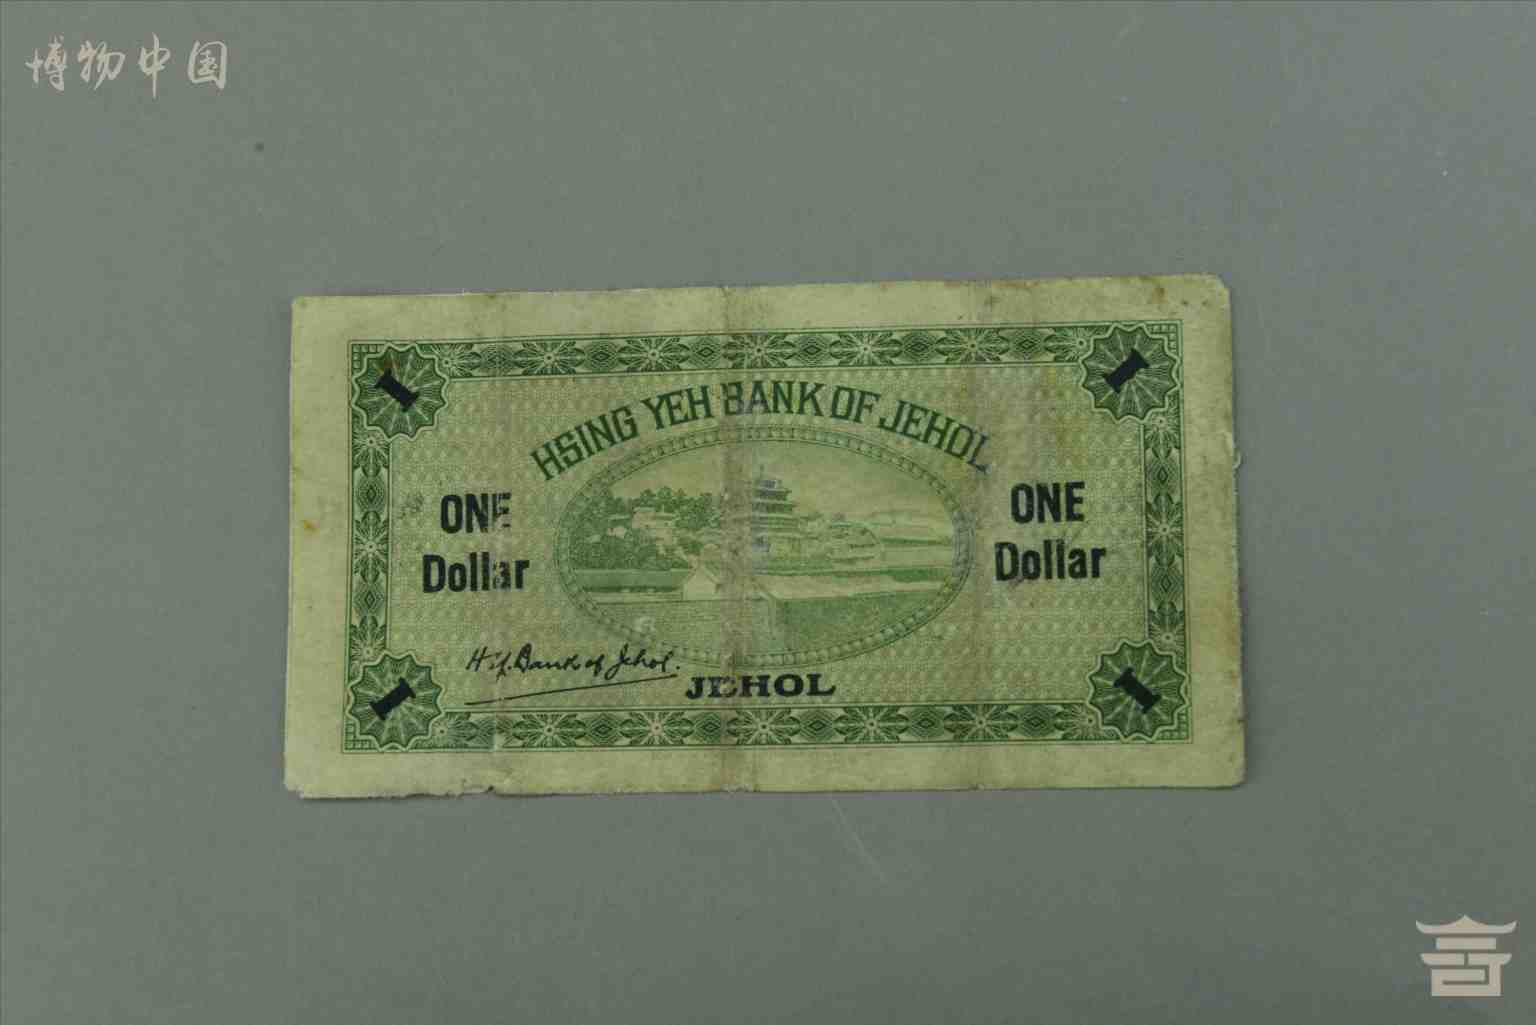 博物中国
1
1
HSING YEH BANK OF JEHOL
ONE
Dollar
ONE
Dollar
H.Y. Bank of Jehol.
JEHOL
1
1